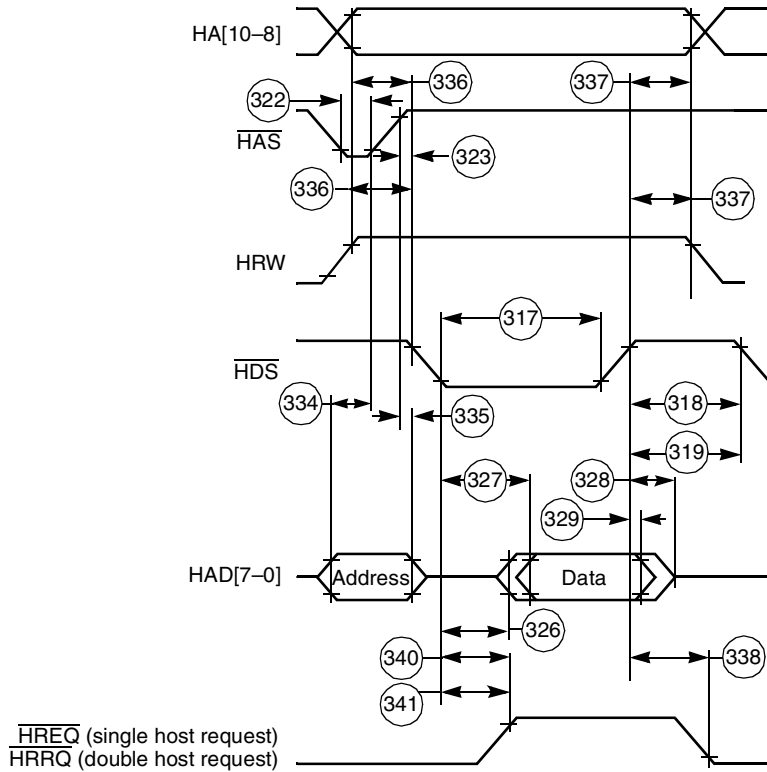 HA[10–8]
336
337
322
HAS
323
336
337
HRW
317
HDS
334
335
318
319
327
328
329
HAD[7–0]
Address
Data
326
340
338
341
HREQ (single host request)
HRRQ (double host request)